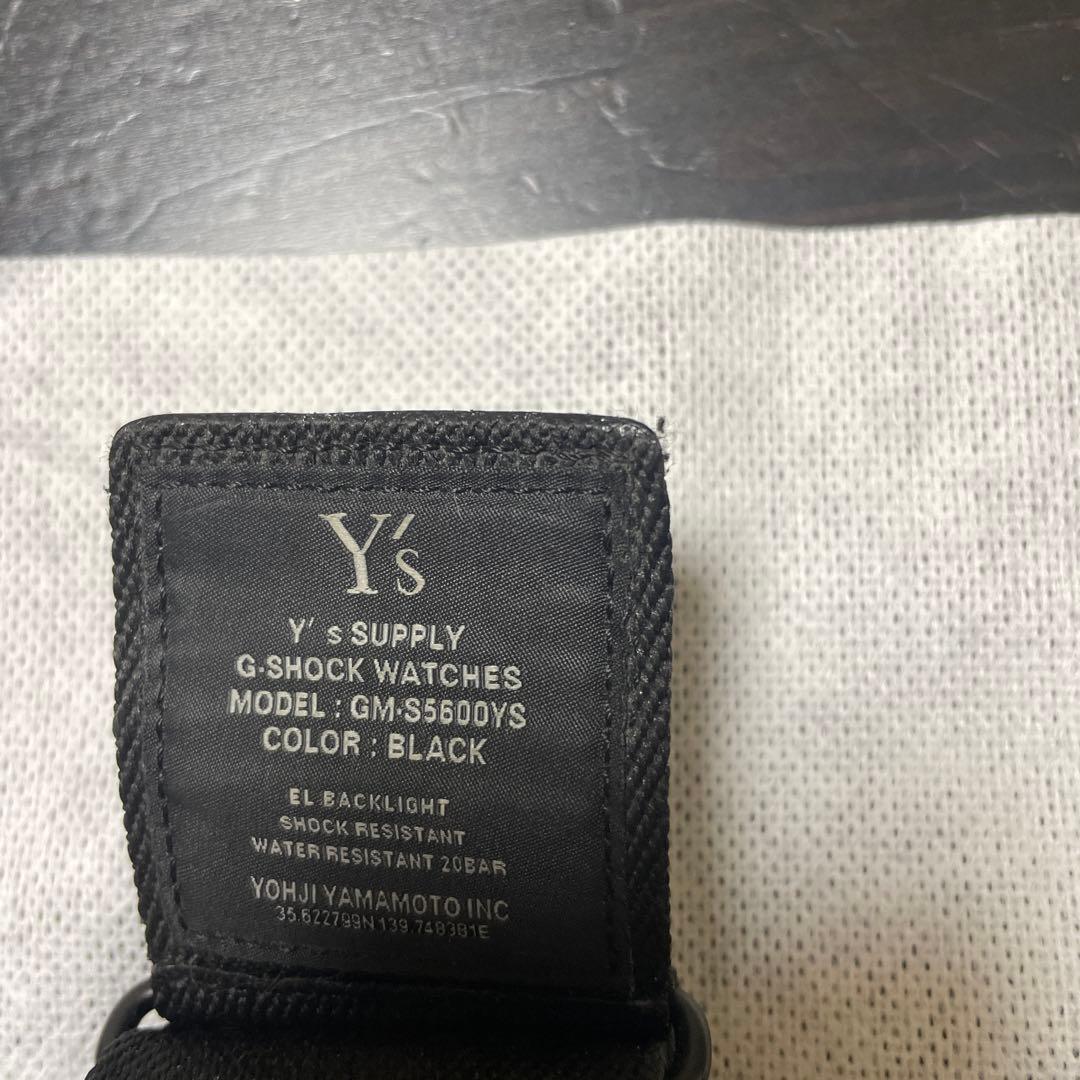 Y's
Y's SUPPLY
G-SHOCK WATCHES
MODEL : GM-S5600YS
COLOR : BLACK
EL BACKLIGHT
SHOCK RESISTANT
WATER RESISTANT 20BAR
YOHJI YAMAMOTO INC
35.622799N 139.748381E